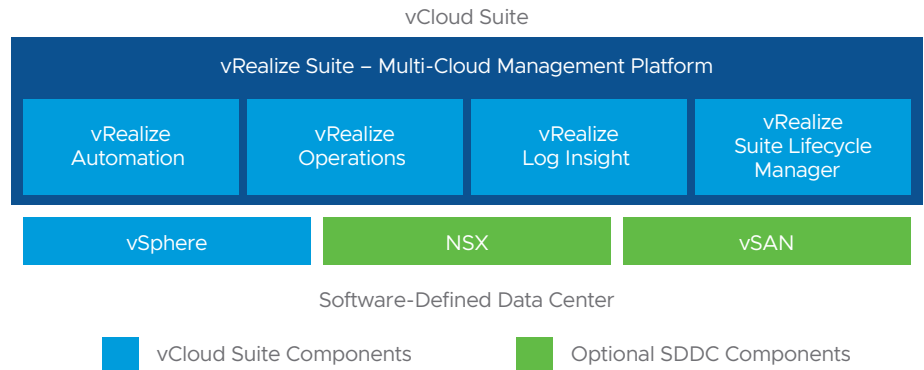 vCloud Suite
vRealize Suite – Multi-Cloud Management Platform
vRealize
Automation
vRealize
Operations
vRealize
Log Insight
vRealize
Suite Lifecycle
Manager
vSphere
NSX
vSAN
Software-Defined Data Center
vCloud Suite Components
Optional SDDC Components